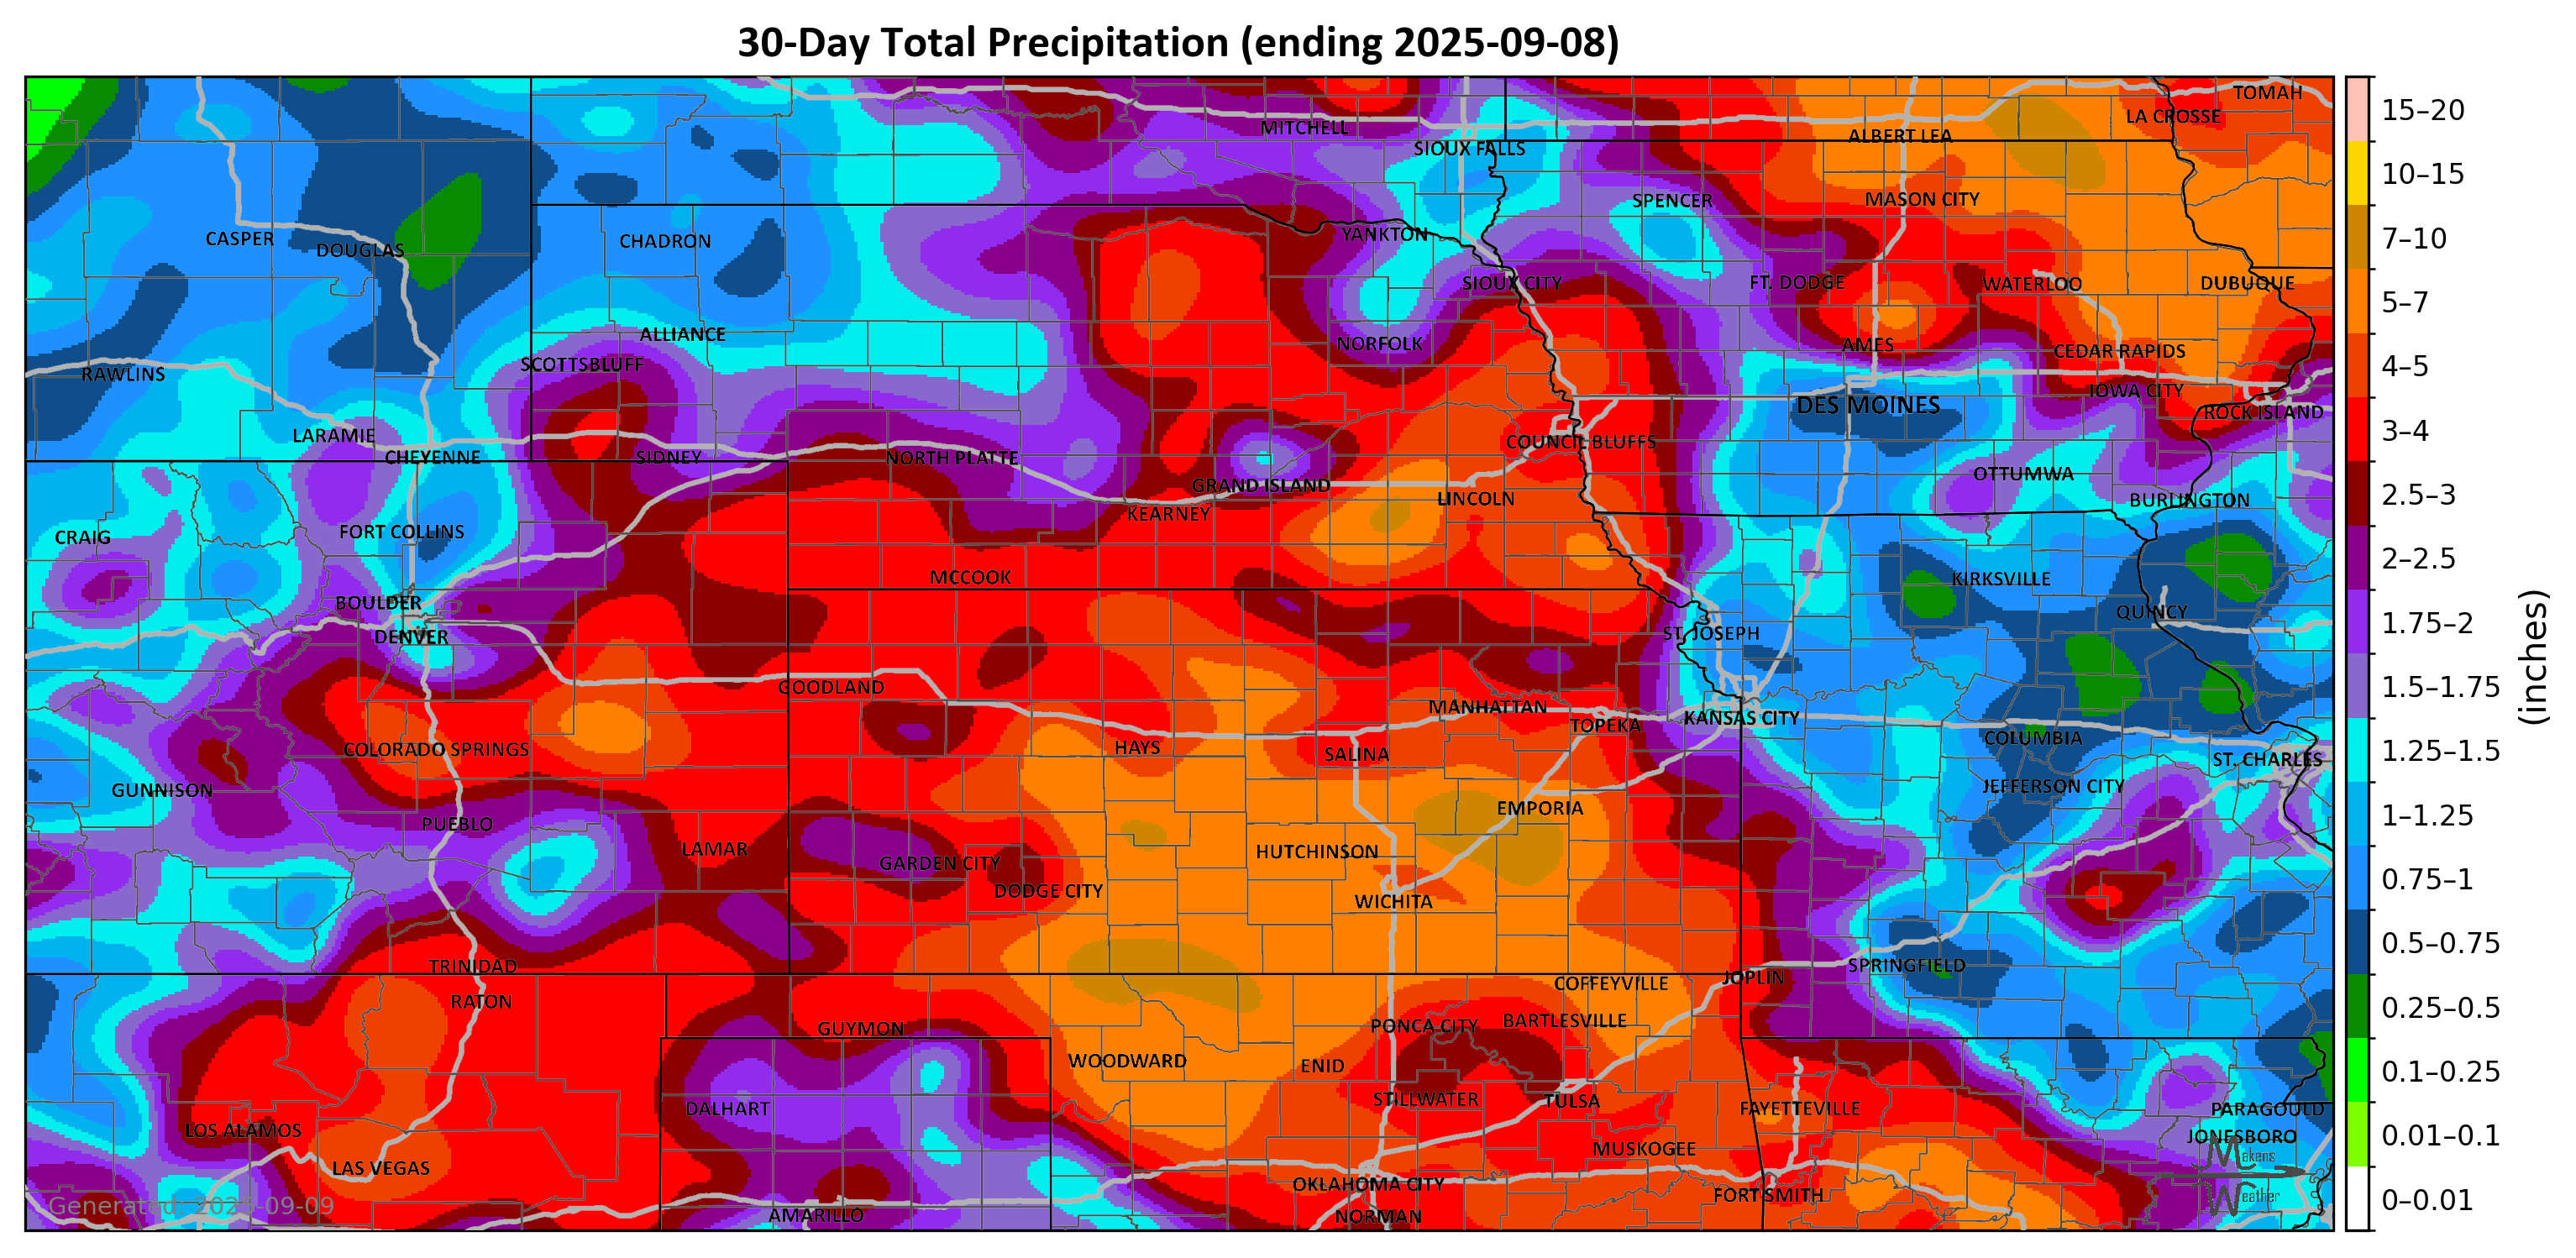 30-Day Total Precipitation (ending 2025-09-08)
TOMAH
LA CROSSE
MITCHELL
ALBERT LEA
SIOUX FALLS
SPENCER
MASON CITY
YANKTON
CASPER
DOUGLAS
CHADRON
SIOUX CITY
FT. DODGE
WATERLOO
DUBUQUE
ALLIANCE
NORFOLK
AMES
CEDAR RAPIDS
SCOTTSBLUFF
RAWLINS
IOWA CITY
DES MOINES
ROCK ISLAND
LARAMIE
COUNCIL BLUFFS
CHEYENNE
SIDNEY
NORTH PLATTE
OTTUMWA
GRAND ISLAND
LINCOLN
BURLINGTON
KEARNEY
FORT COLLINS
CRAIG
MCCOOK
KIRKSVILLE
BOULDER
QUINCY
DENVER
ST. JOSEPH
GOODLAND
MANHATTAN
TOPEKA
KANSAS CITY
COLORADO SPRINGS
HAYS
SALINA
COLUMBIA
ST. CHARLES
GUNNISON
JEFFERSON CITY
EMPORIA
PUEBLO
LAMAR
HUTCHINSON
GARDEN CITY
DODGE CITY
WICHITA
TRINIDAD
SPRINGFIELD
JOPLIN
COFFEYVILLE
RATON
GUYMON
PONCA CITY
BARTLESVILLE
WOODWARD
ENID
DALHART
STILLWATER
TULSA
FAYETTEVILLE
PARAGOULD
LOS ALAMOS
JONESBORO
MUSKOGEE
LAS VEGAS
OKLAHOMA CITY
FORT SMITH
AMARILLO
NORMAN
Generated: 2025-09-09
Makens
Weather
15–20
10–15
7–10
5–7
4–5
3–4
2.5–3
2–2.5
1.75–2
1.5–1.75
1.25–1.5
1–1.25
0.75–1
0.5–0.75
0.25–0.5
0.1–0.25
0.01–0.1
0–0.01
(inches)